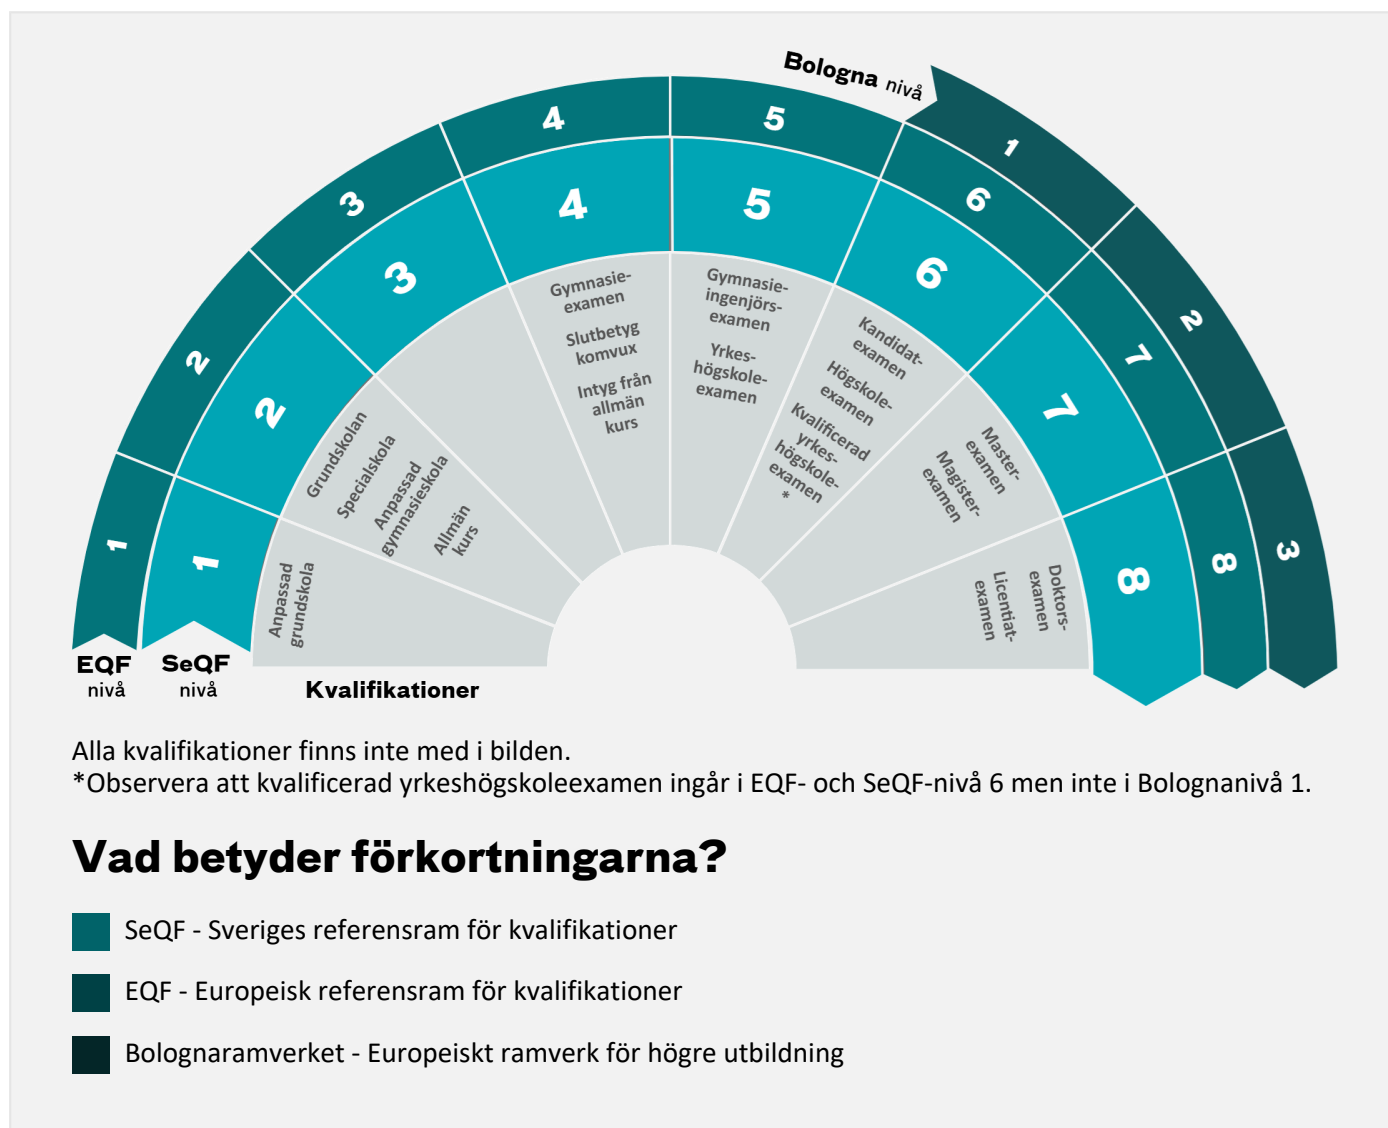 Bologna nivå
1
2
3
1
2
3
4
5
6
7
8
1
2
3
4
5
6
7
8
Anpassad
grundskola
Grundskolan
Specialskola
Anpassad
gymnasieskola
Allmän
kurs
Gymnasie-
examen
Slutbetyg
komvux
Intyg från
allmän
kurs
Gymnasie-
ingenjörs-
examen
Yrkes-
högskole-
examen
Kandidat-
examen
Högskole-
examen
Kvalificerad
yrkes-
högskole-
examen
*
Master-
examen
Magister-
examen
Doktors-
examen
Licentiat-
examen
EQF
nivå
SeQF
nivå
Kvalifikationer
Alla kvalifikationer finns inte med i bilden.
*Observera att kvalificerad yrkeshögskoleexamen ingår i EQF- och SeQF-nivå 6 men inte i Bolognanivå 1.
Vad betyder förkortningarna?
SeQF - Sveriges referensram för kvalifikationer
EQF - Europeisk referensram för kvalifikationer
Bolognaramverket - Europeiskt ramverk för högre utbildning